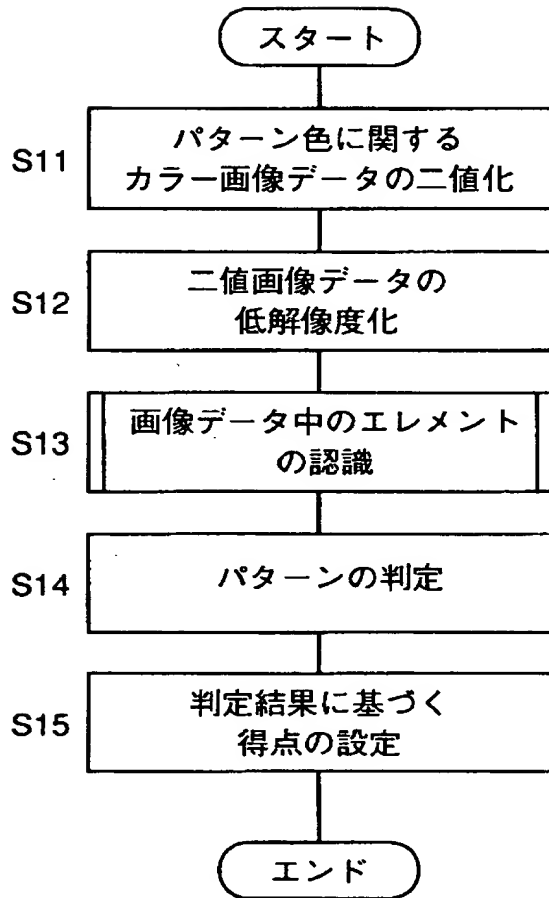 スタート
S11
パターン色に関する
カラー画像データの二値化
S12
二値画像データの
低解像度化
S13
画像データ中のエレメント
の認識
S14
パターンの判定
S15
判定結果に基づく
得点の設定
エンド